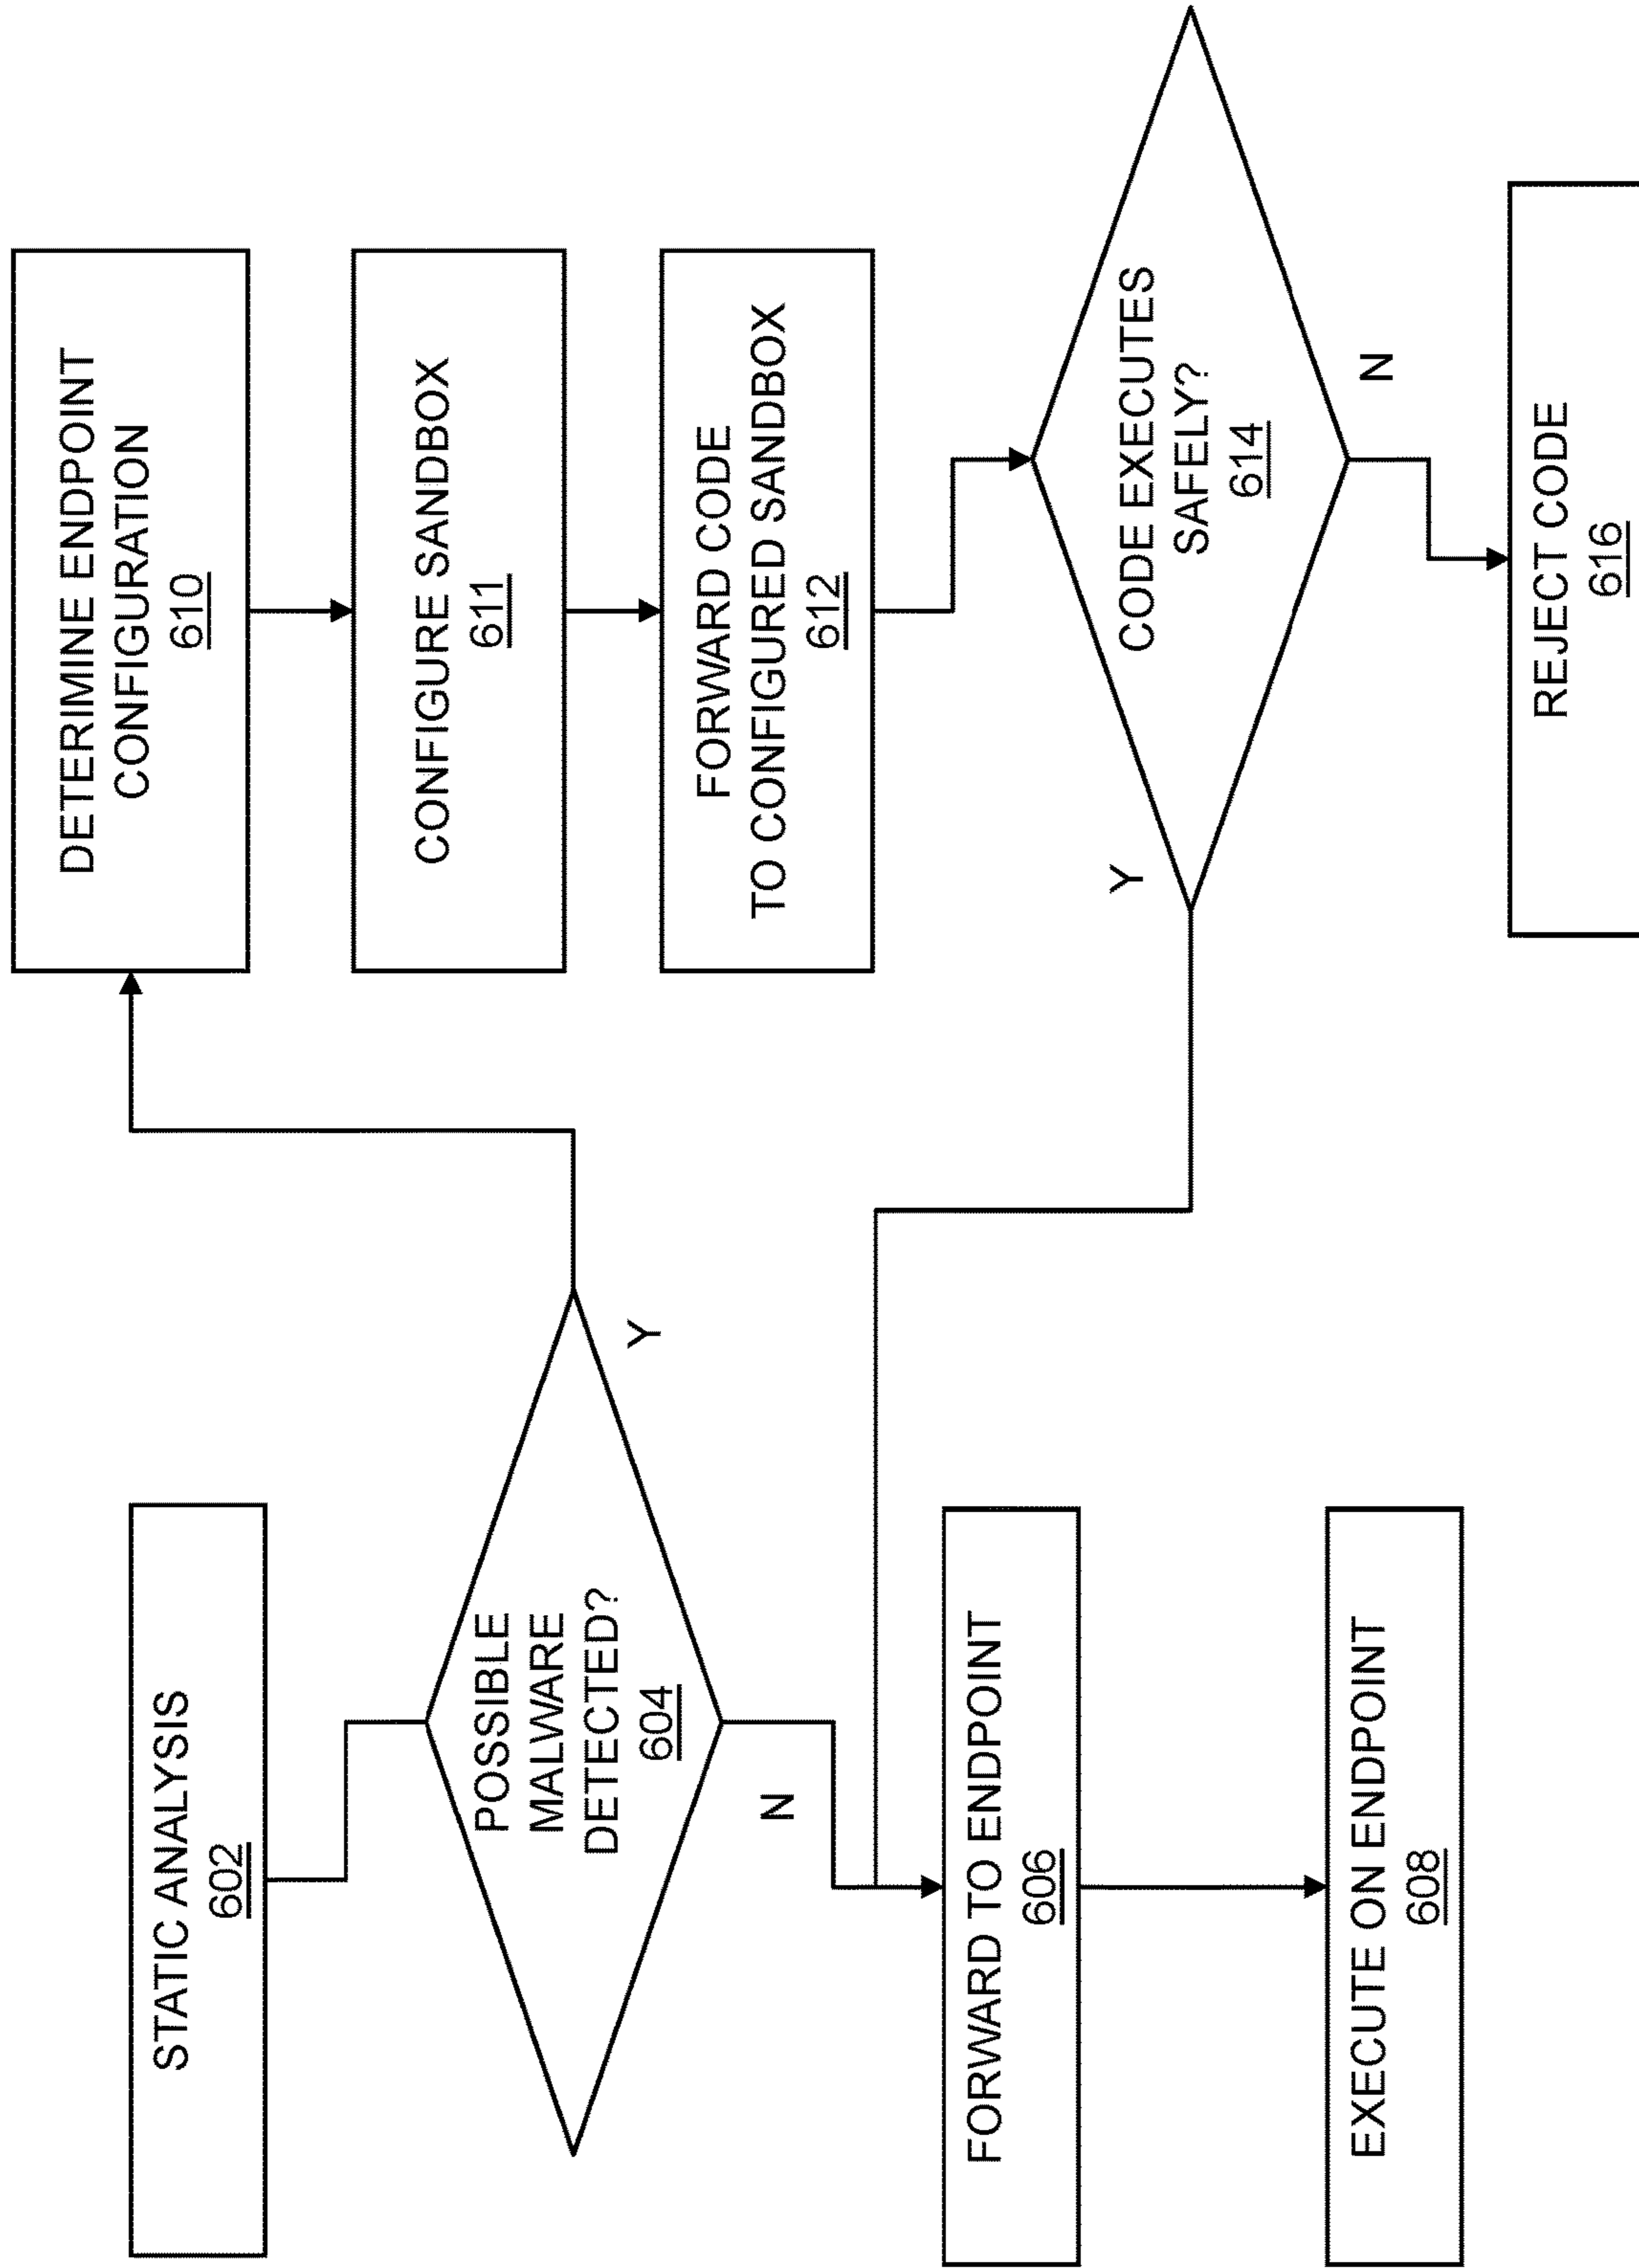 STATIC ANALYSIS
602
POSSIBLE
MALWARE
DETECTED?
604
Y
N
FORWARD TO ENDPOINT
606
EXECUTE ON ENDPOINT
608
DETERIMINE ENDPOINT
CONFIGURATION
610
CONFIGURE SANDBOX
611
FORWARD CODE
TO CONFIGURED SANDBOX
612
CODE EXECUTES
SAFELY?
614
Y
N
REJECT CODE
616